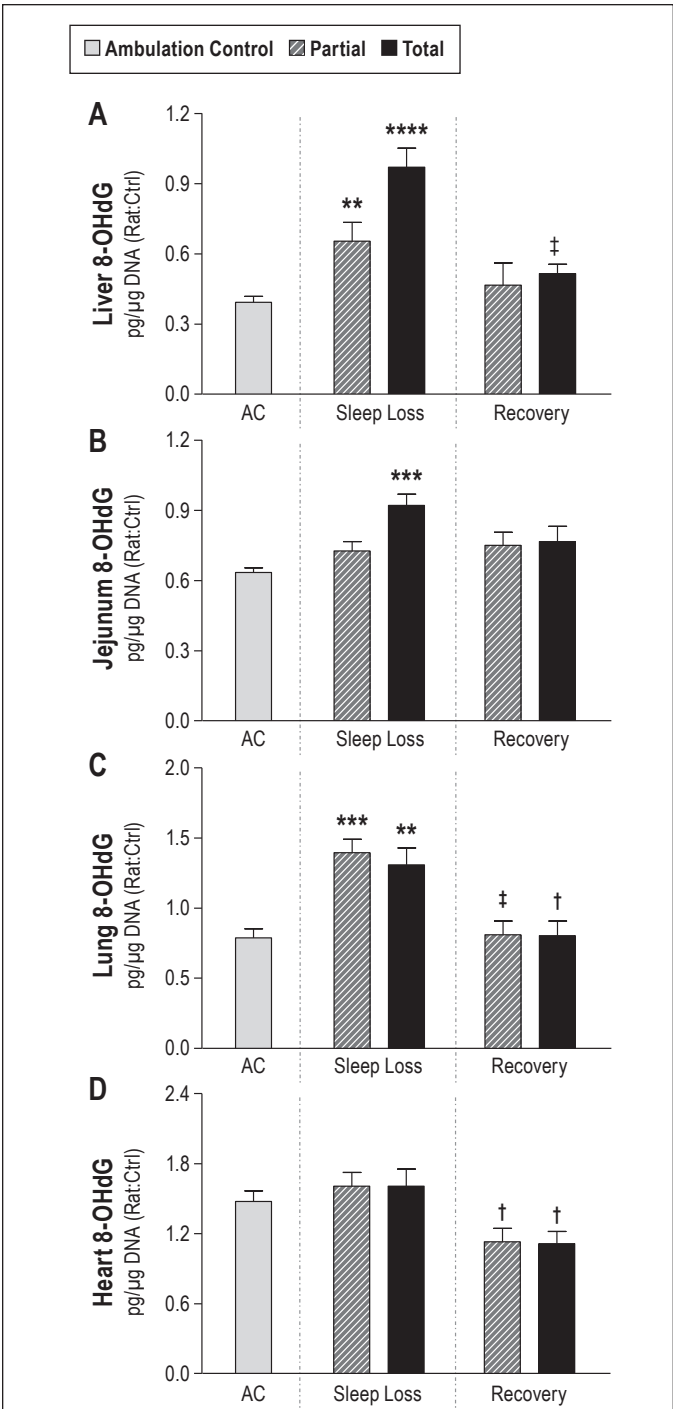 Ambulation Control Partial Total
A
Liver 8-OHdG
pg/µg DNA (Rat:Ctrl)
1.2
0.9
0.6
0.3
0.0
**
****
‡
AC Sleep Loss Recovery
B
Jejunum 8-OHdG
pg/µg DNA (Rat:Ctrl)
1.2
0.9
0.6
0.3
0.0
***
AC Sleep Loss Recovery
C
Lung 8-OHdG
pg/µg DNA (Rat:Ctrl)
2.0
1.5
1.0
0.5
0.0
*** **
‡ †
AC Sleep Loss Recovery
D
Heart 8-OHdG
pg/µg DNA (Rat:Ctrl)
2.4
1.8
1.2
0.6
0.0
† †
AC Sleep Loss Recovery